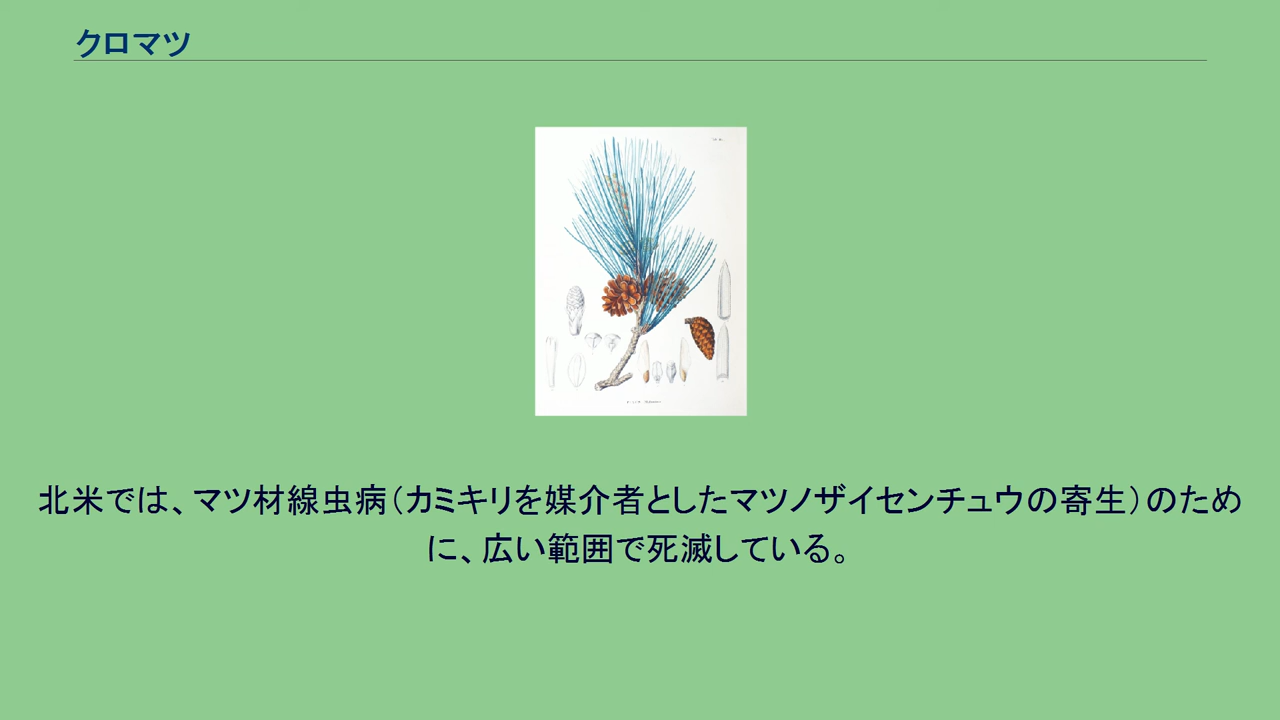 クロマツ
北米では、マツ材線虫病（カミキリを媒介者としたマツノザイセンチュウの寄生）のため
に、広い範囲で死滅している。